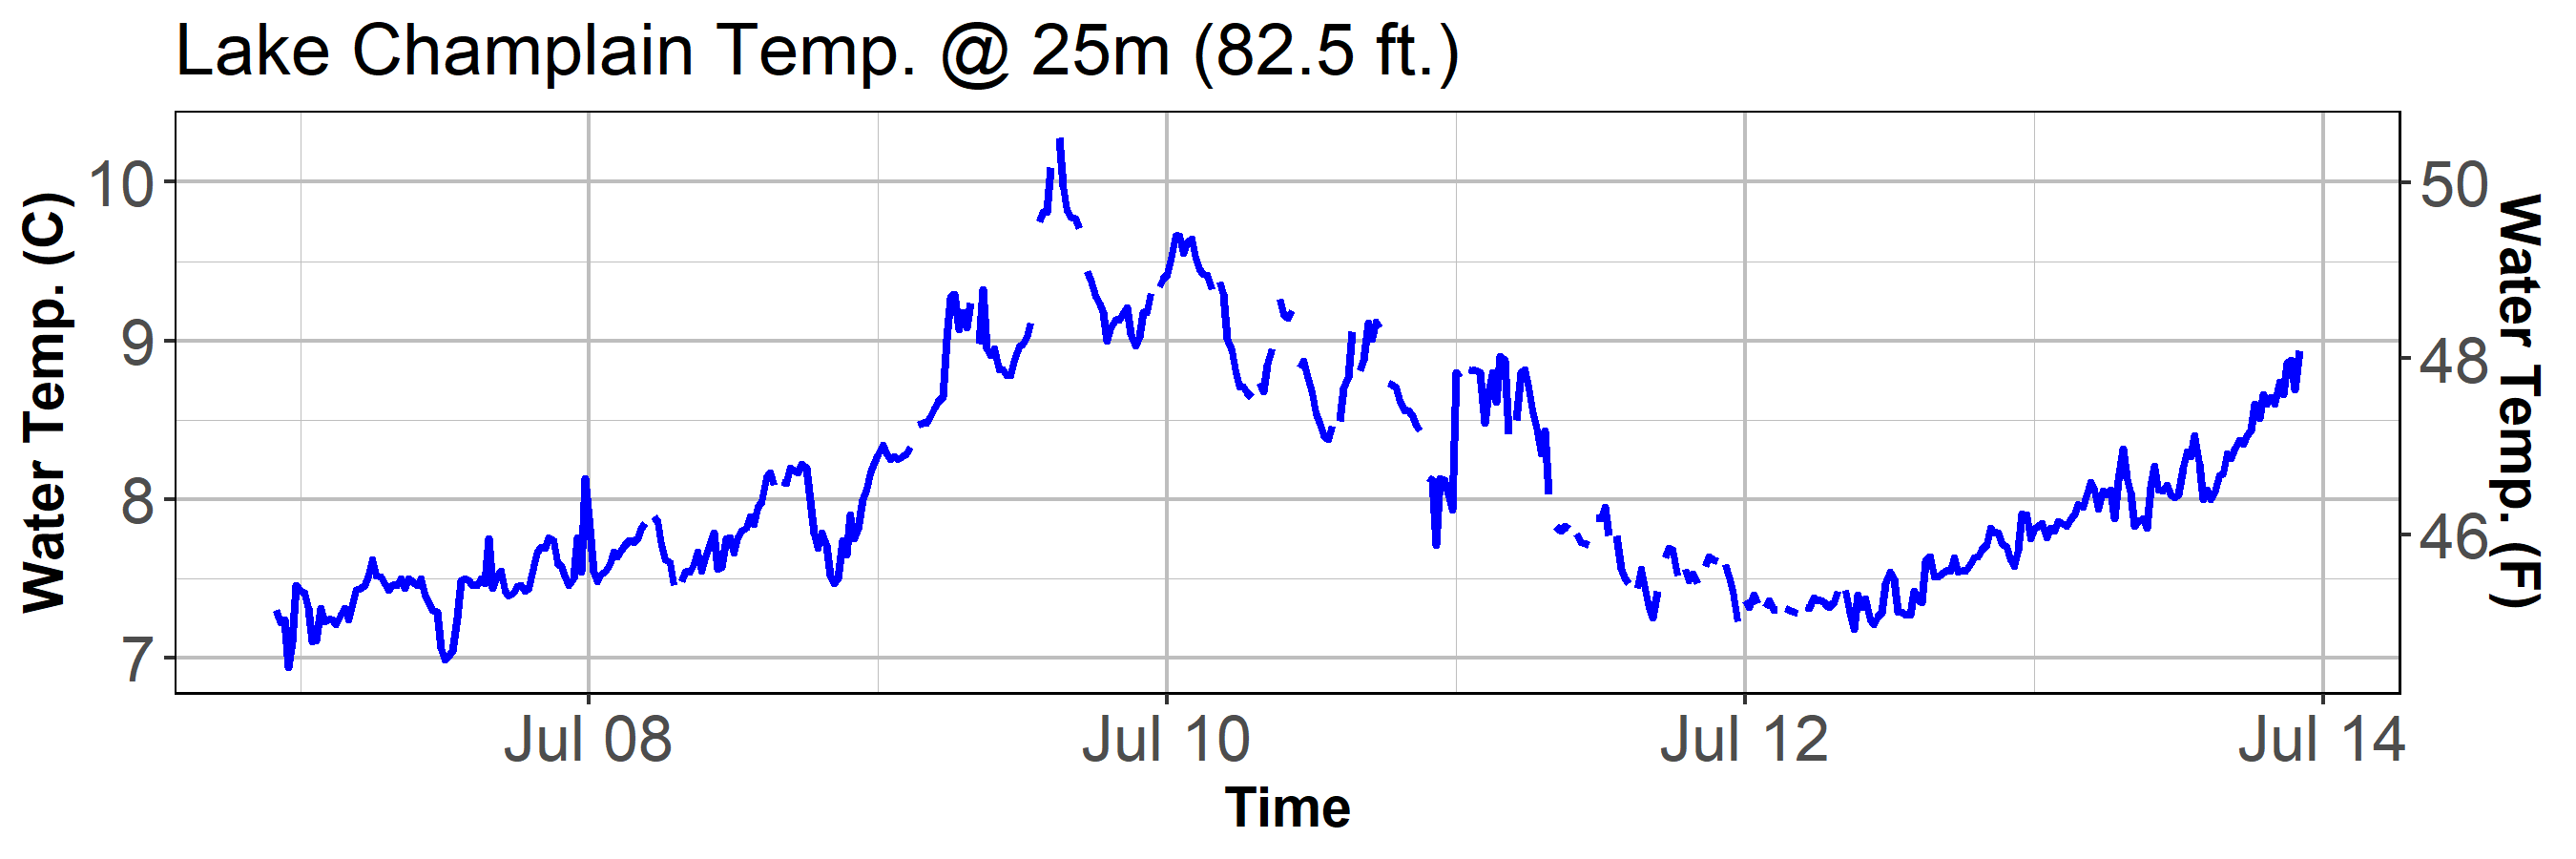 Lake Champlain Temp. @ 25m (82.5 ft.)
Water Temp. (C)
10
9
8
7
50
48
46
Water Temp. (F)
Jul 08
Jul 10
Jul 12
Jul 14
Time